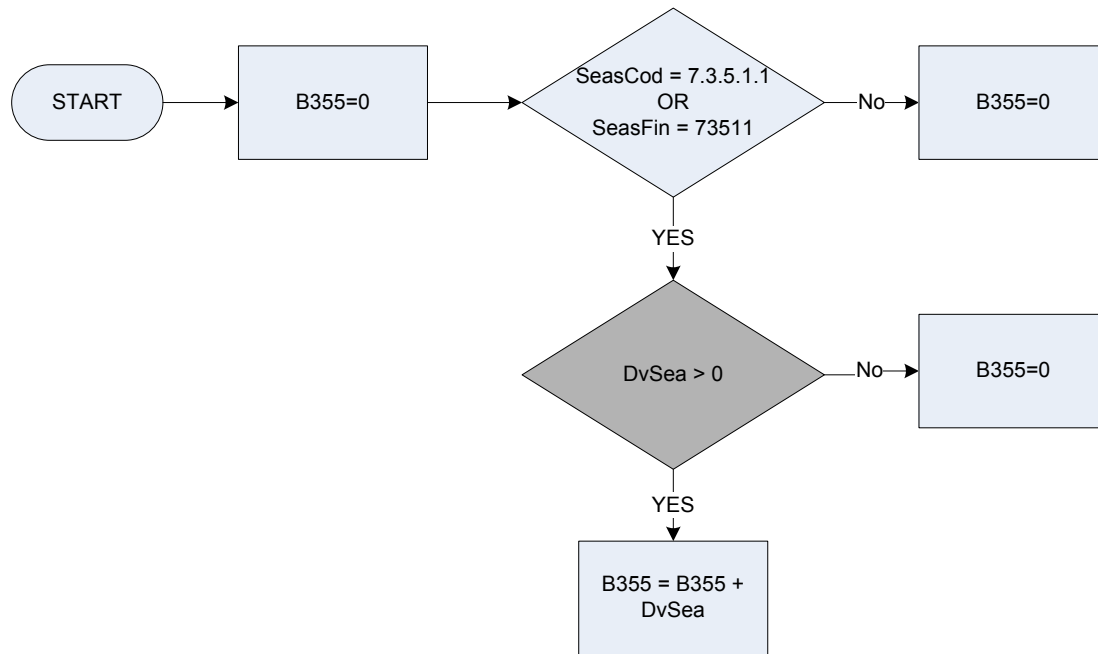 START
B355=0
SeasCod = 7.3.5.1.1
OR
SeasFin = 73511
No
B355=0
YES
DvSea > 0
No
B355=0
YES
B355 = B355 +
DvSea